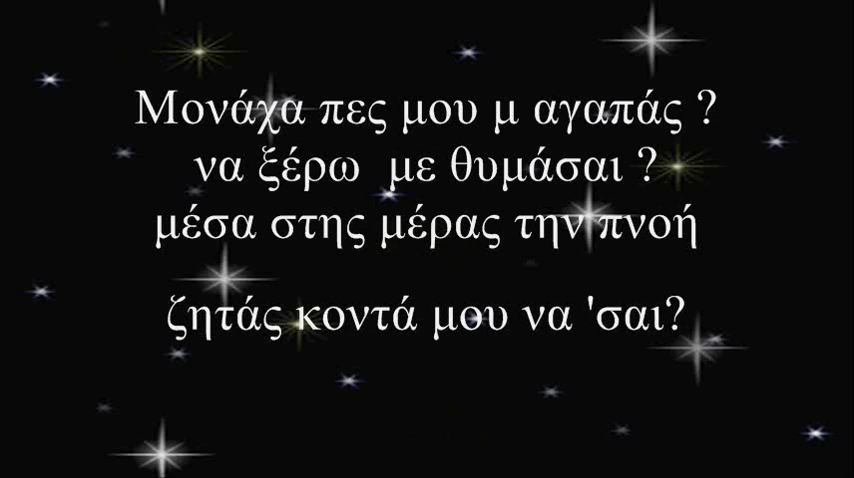 Μονάχα πες μου μ αγαπάς ?
να ξέρω με θυμάσαι ?
μέσα στης μέρας την πνοή
ζητάς κοντά μου να 'σαι?